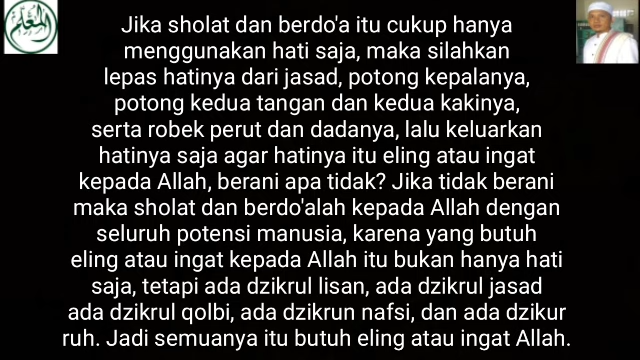 Jika sholat dan berdo'a itu cukup hanya
menggunakan hati saja, maka silahkan
lepas hatinya dari jasad, potong kepalanya,
potong kedua tangan dan kedua kakinya,
serta robek perut dan dadanya, lalu keluarkan
hatinya saja agar hatinya itu eling atau ingat
kepada Allah, berani apa tidak? Jika tidak berani
maka sholat dan berdo'alah kepada Allah dengan
seluruh potensi manusia, karena yang butuh
eling atau ingat kepada Allah itu bukan hanya hati
saja, tetapi ada dzikrul lisan, ada dzikrul jasad
ada dzikrul qolbi, ada dzikrun nafsi, dan ada dzikur
ruh. Jadi semuanya itu butuh eling atau ingat Allah.